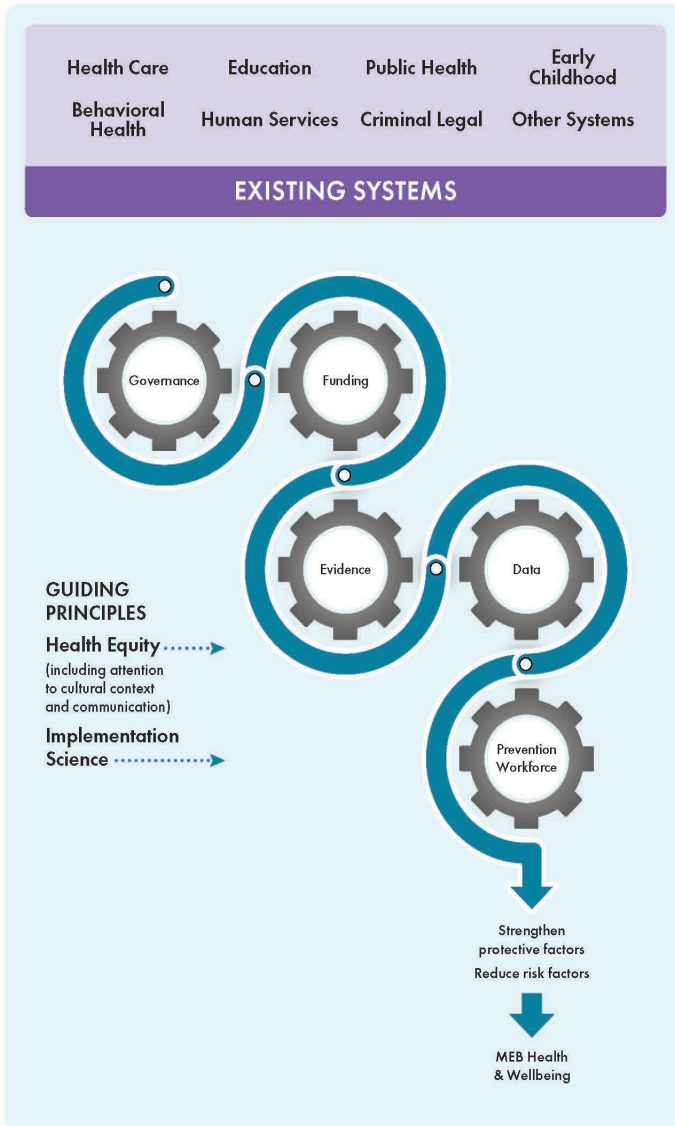 Health Care
Education
Public Health
Early
Childhood
Behavioral
Health
Human Services
Criminal Legal
Other Systems
EXISTING SYSTEMS
Governance
Funding
Evidence
Data
GUIDING
PRINCIPLES
Health Equity
(including attention
to cultural context
and communication)
Implementation
Science
Prevention
Workforce
Strengthen
protective factors
Reduce risk factors
MEB Health
& Wellbeing